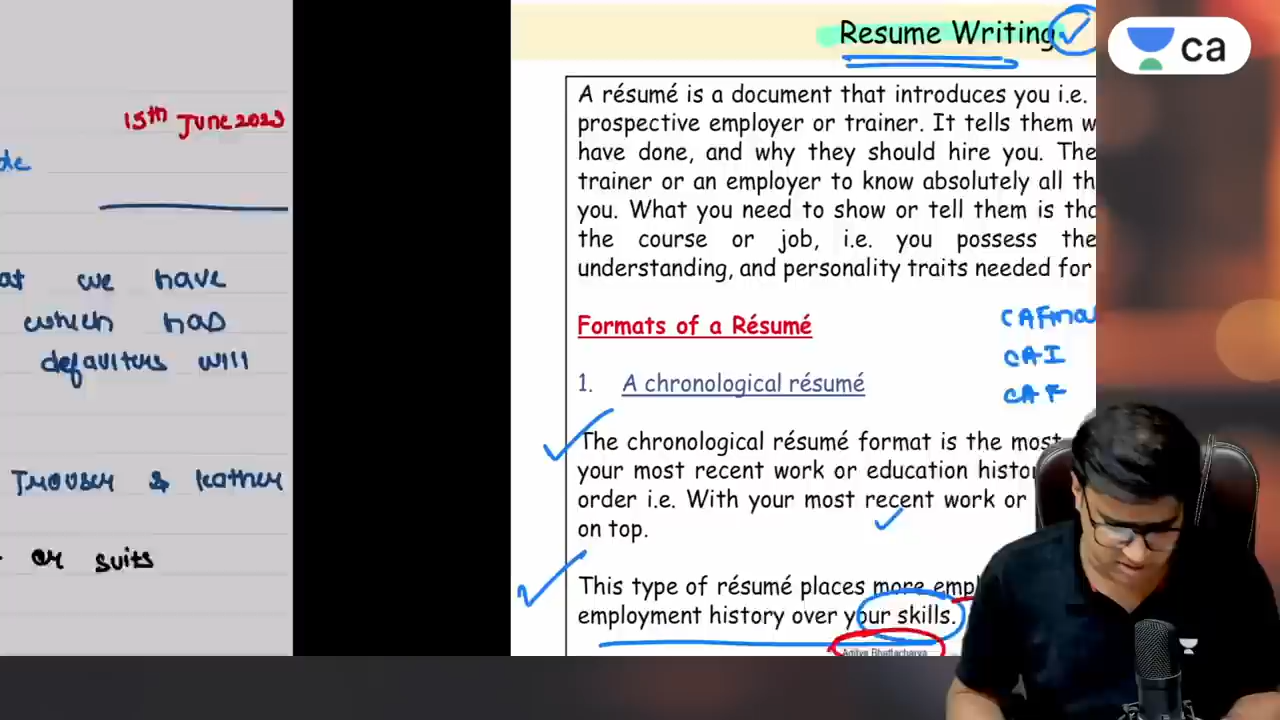 15th June 2023
de
at we have
which has
defaulters will
Trouser & leather
or suits
Resume Writing
ca
A résumé is a document that introduces you i.e.
prospective employer or trainer. It tells them w
have done, and why they should hire you. The
trainer or an employer to know absolutely all th
you. What you need to show or tell them is tha
the course or job, i.e. you possess the
understanding, and personality traits needed for
Formats of a Résumé
CA Final
CA I
CA F
1. A chronological résumé
The chronological résumé format is the most
your most recent work or education histor
order i.e. With your most recent work or
on top.
This type of résumé places more emph
employment history over your skills.
Aditya Bhattacharya